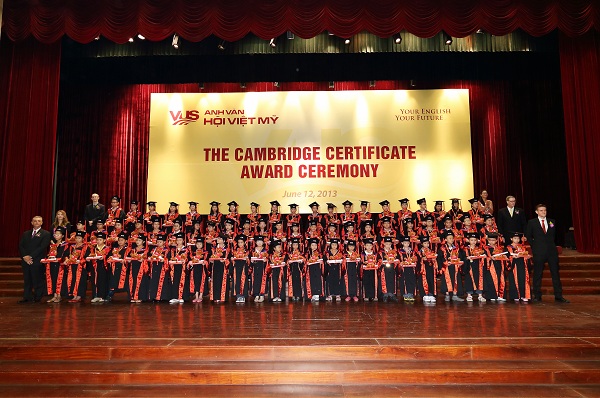 VUS
ANH VĂN
HỘI VIỆT MỸ
YOUR ENGLISH
YOUR FUTURE
THE CAMBRIDGE CERTIFICATE
AWARD CEREMONY
June 12, 2013